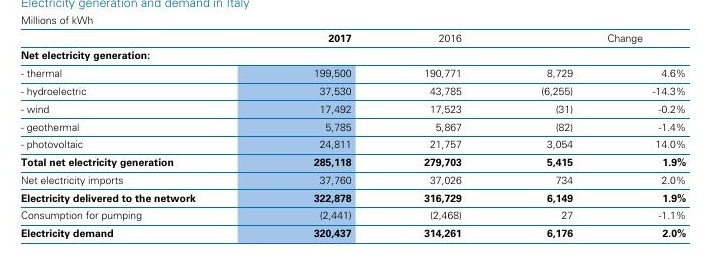 Electricity generation and demand in Italy
Millions of kWh
2017 2016 Change
Net electricity generation:
- thermal 199,500 190,771 8,729 4.6%
- hydroelectric 37,530 43,785 (6,255) -14.3%
- wind 17,492 17,523 (31) -0.2%
- geothermal 5,785 5,867 (82) -1.4%
- photovoltaic 24,811 21,757 3,054 14.0%
Total net electricity generation 285,118 279,703 5,415 1.9%
Net electricity imports 37,760 37,026 734 2.0%
Electricity delivered to the network 322,878 316,729 6,149 1.9%
Consumption for pumping (2,441) (2,468) 27 -1.1%
Electricity demand 320,437 314,261 6,176 2.0%